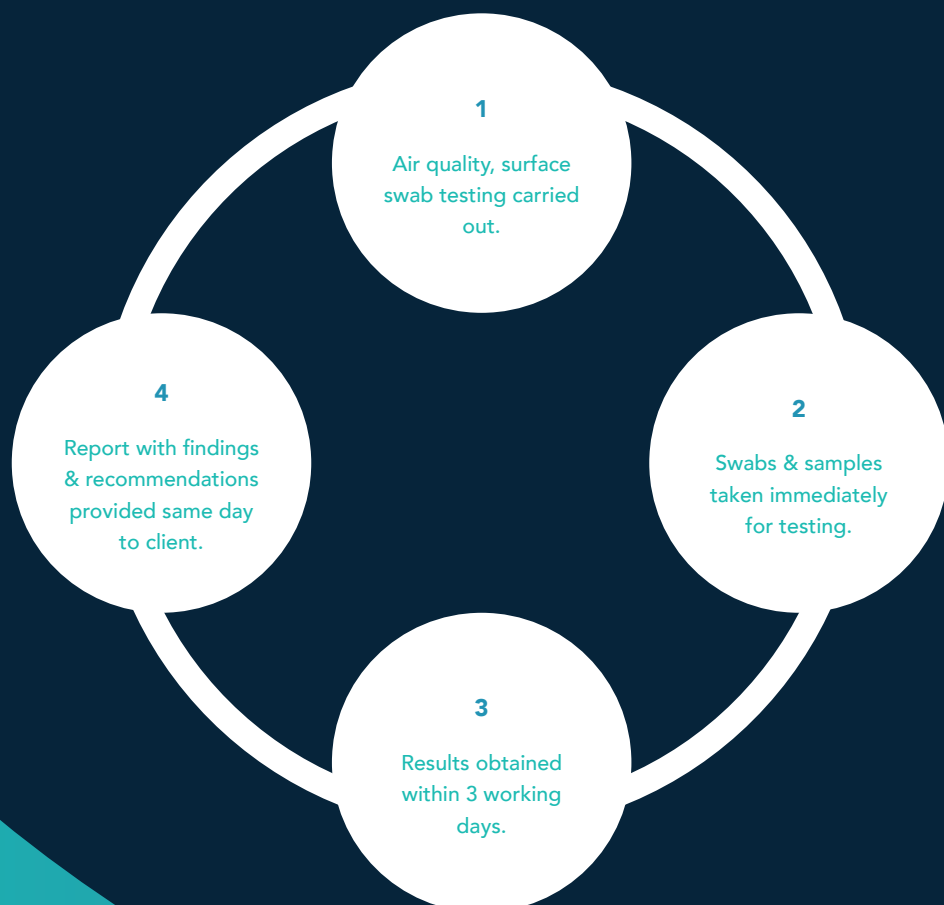 1
Air quality, surface
swab testing carried
out.
2
Swabs & samples
taken immediately
for testing.
3
Results obtained
within 3 working
days.
4
Report with findings
& recommendations
provided same day
to client.